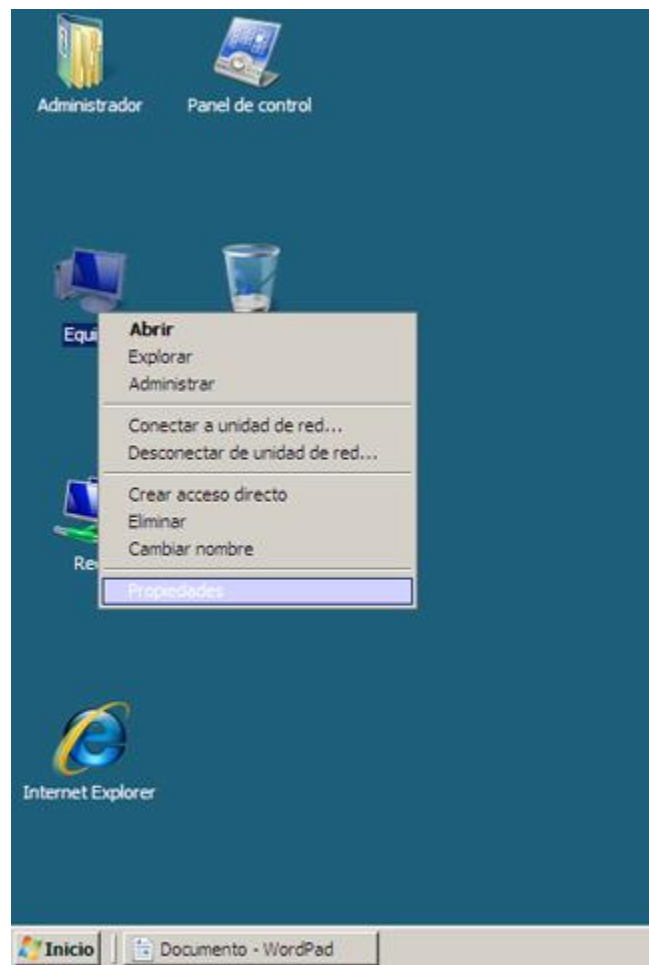 Administrador
Panel de control
Equi
Abrir
Explorar
Administrar
Conectar a unidad de red...
Desconectar de unidad de red...
Crear acceso directo
Eliminar
Cambiar nombre
Re
Propiedades
Internet Explorer
Inicio
Documento - WordPad